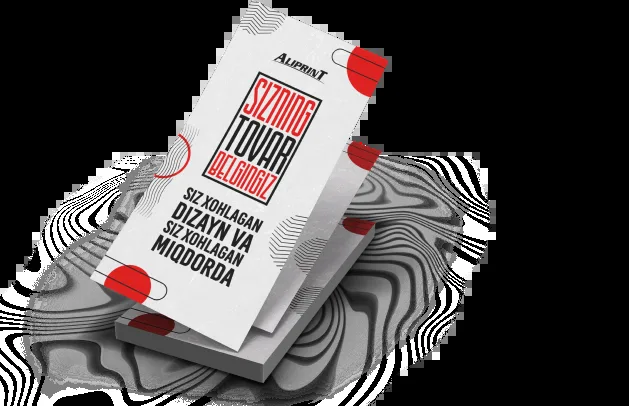 ALIPRINT
SIZNING
TOVAR
BELGINGIZ
SIZ XOHLAGAN
DIZAYN VA
SIZ XOHLAGAN
MIQDORDA